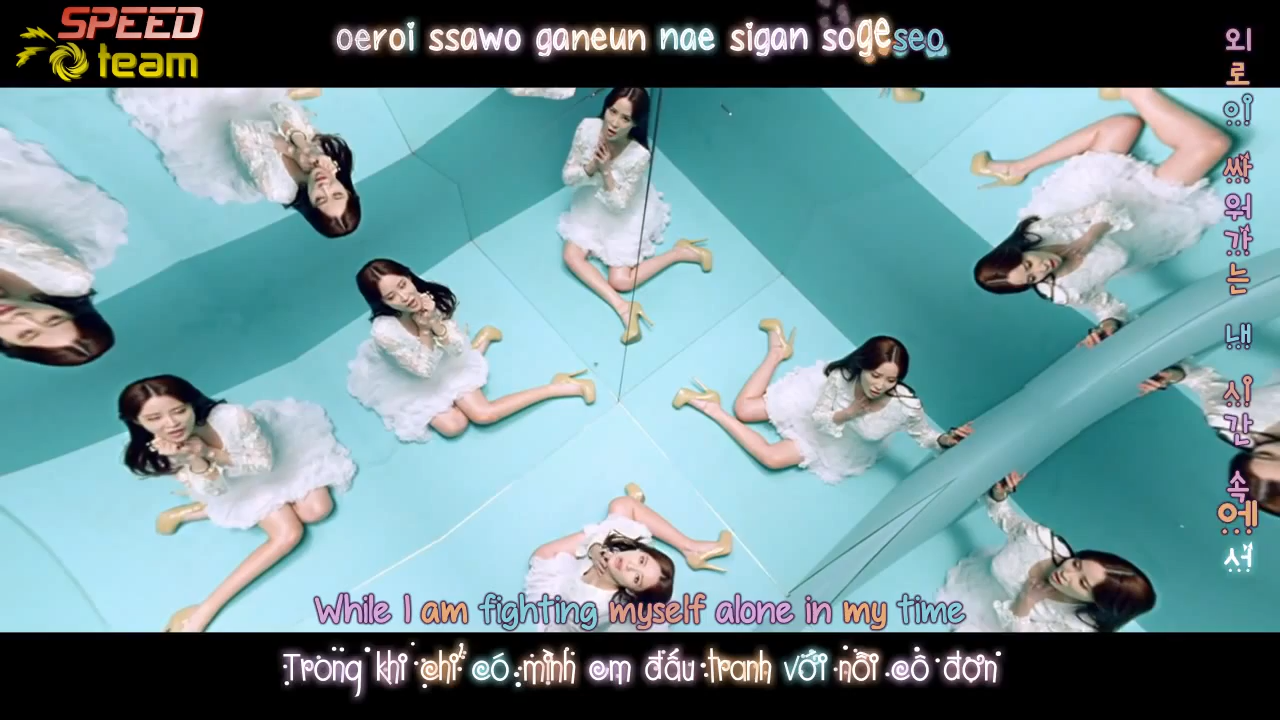 SPEED
team
oeroi ssawo ganeun nae sigan sogeseo
외로이 싸워가는 내 시간 속에서
While I am fighting myself alone in my time
Trong khi chỉ có mình em đấu tranh với nỗi cô đơn